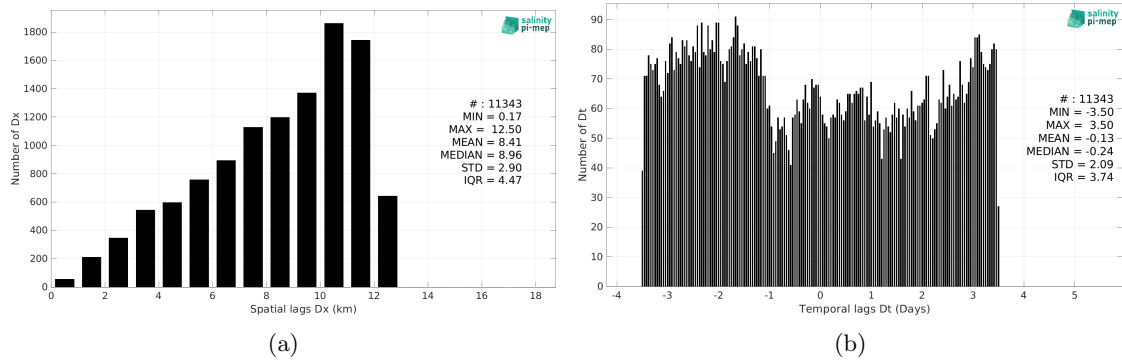 salinity
pi-mep
Number of Dx
1800
1600
1400
1200
1000
800
600
400
200
0
# : 11343
MIN = 0.17
MAX = 12.50
MEAN = 8.41
MEDIAN = 8.96
STD = 2.90
IQR = 4.47
0 2 4 6 8 10 12 14 16 18
Spatial lags Dx (km)
(a)
salinity
pi-mep
Number of Dt
90
80
70
60
50
40
30
20
10
0
# : 11343
MIN = -3.50
MAX = 3.50
MEAN = -0.13
MEDIAN = -0.24
STD = 2.09
IQR = 3.74
-4 -3 -2 -1 0 1 2 3 4 5
Temporal lags Dt (Days)
(b)